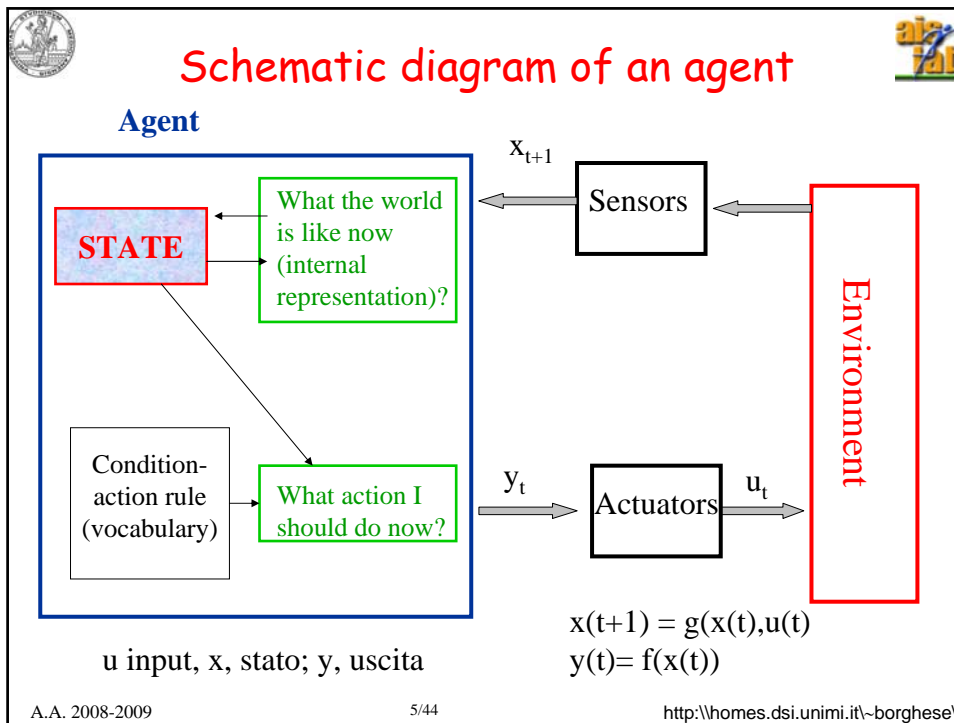 Schematic diagram of an agent
Agent
x_{t+1}
What the world
is like now
(internal
representation)?
STATE
Sensors
Environment
Condition-
action rule
(vocabulary)
What action I
should do now?
y_t
Actuators
u_t
x(t+1) = g(x(t),u(t)
y(t)= f(x(t))
u input, x, stato; y, uscita
A.A. 2008-2009
5/44
http:\\homes.dsi.unimi.it\~borghese\